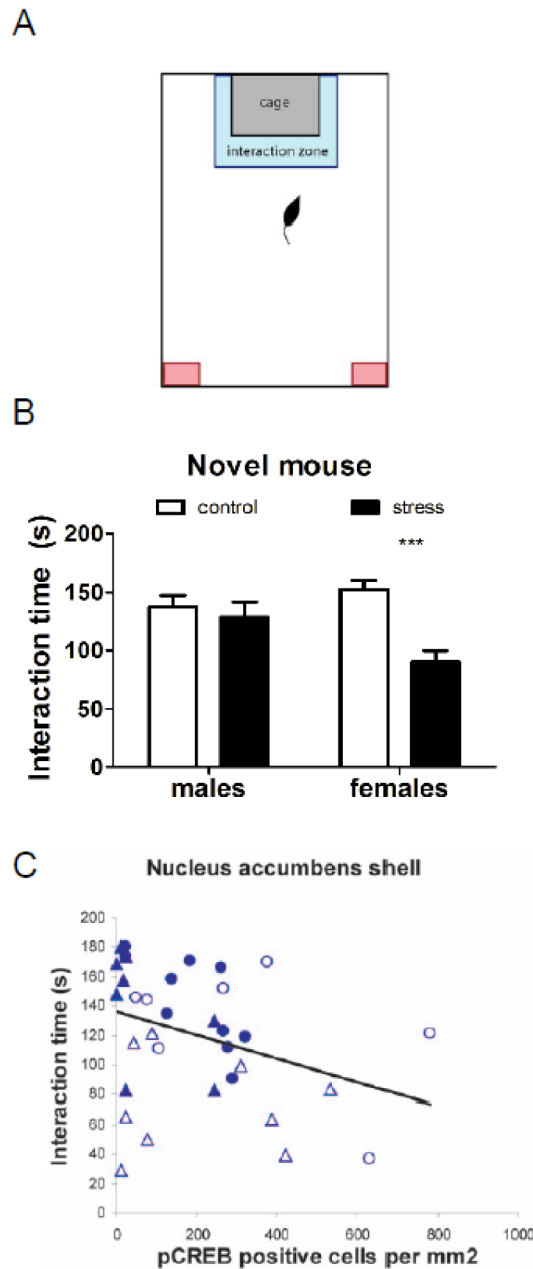 A
cage
interaction zone
B
Novel mouse
control stress
***
Interaction time (s)
200
150
100
50
0
males females
C
Nucleus accumbens shell
Interaction time (s)
200
180
160
140
120
100
80
60
40
20
0
0 200 400 600 800 1000
pCREB positive cells per mm2